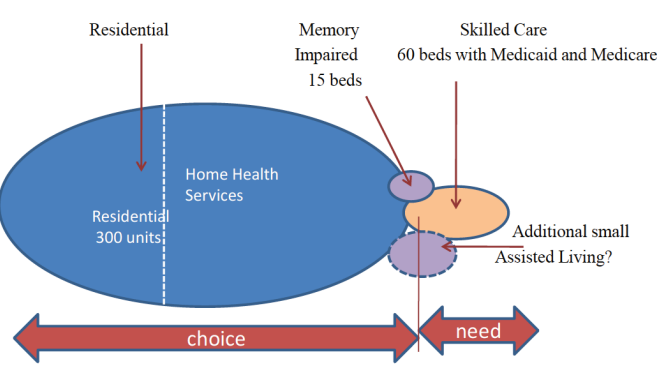 Residential
Memory
Impaired
15 beds
Skilled Care
60 beds with Medicaid and Medicare
Home Health
Services
Residential
300 units
Additional small
Assisted Living?
choice
need